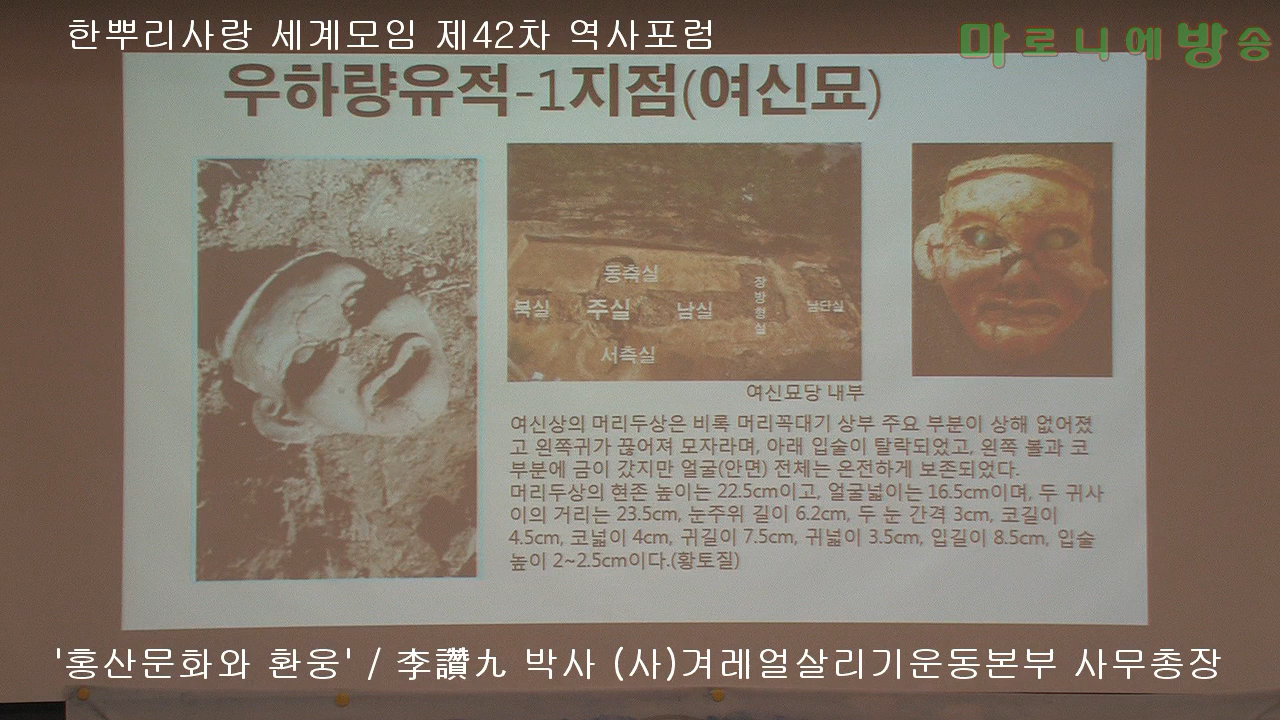 한뿌리사랑 세계모임 제42차 역사포럼
마로니에방송
우하량유적-1지점(여신묘)
동측실
북실 주실 남실 장방형실 남단실
서측실
여신묘당 내부
여신상의 머리두상은 비록 머리꼭대기 상부 주요 부분이 상해 없어졌
고 왼쪽귀가 끊어져 모자라며, 아래 입술이 탈락되었고, 왼쪽 볼과 코
부분에 금이 갔지만 얼굴(안면) 전체는 온전하게 보존되었다.
머리두상의 현존 높이는 22.5cm이고, 얼굴넓이는 16.5cm이며, 두 귀사
이의 거리는 23.5cm, 눈주위 길이 6.2cm, 두 눈 간격 3cm, 코길이
4.5cm, 코넓이 4cm, 귀길이 7.5cm, 귀넓이 3.5cm, 입길이 8.5cm, 입술
높이 2~2.5cm이다.(황토질)
'홍산문화와 환웅' / 李讚九 박사 (사)겨레얼살리기운동본부 사무총장